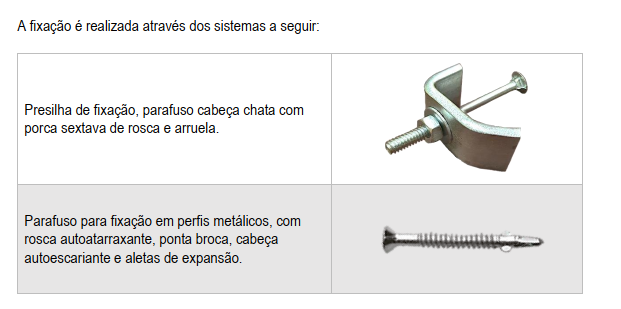 A fixação é realizada através dos sistemas a seguir:
Presilha de fixação, parafuso cabeça chata com
porca sextava de rosca e arruela.
Parafuso para fixação em perfis metálicos, com
rosca autoatarraxante, ponta broca, cabeça
autoescariante e aletas de expansão.